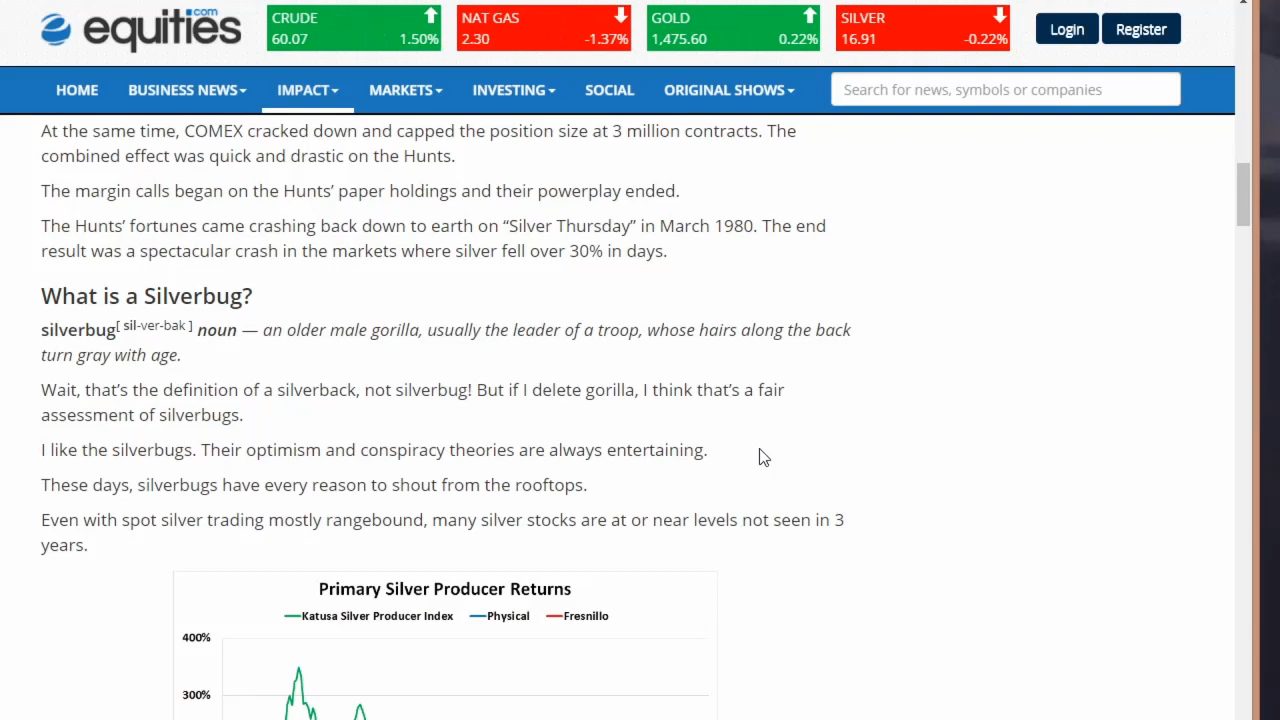 equities
.com
CRUDE
60.07 1.50%
NAT GAS
2.30 -1.37%
GOLD
1,475.60 0.22%
SILVER
16.91 -0.22%
Login Register
HOME BUSINESS NEWS IMPACT MARKETS INVESTING SOCIAL ORIGINAL SHOWS Search for news, symbols or companies
At the same time, COMEX cracked down and capped the position size at 3 million contracts. The
combined effect was quick and drastic on the Hunts.
The margin calls began on the Hunts’ paper holdings and their powerplay ended.
The Hunts’ fortunes came crashing back down to earth on “Silver Thursday” in March 1980. The end
result was a spectacular crash in the markets where silver fell over 30% in days.
What is a Silverbug?
silverbug[ sil-ver-bak ] noun — an older male gorilla, usually the leader of a troop, whose hairs along the back
turn gray with age.
Wait, that’s the definition of a silverback, not silverbug! But if I delete gorilla, I think that’s a fair
assessment of silverbugs.
I like the silverbugs. Their optimism and conspiracy theories are always entertaining.
These days, silverbugs have every reason to shout from the rooftops.
Even with spot silver trading mostly rangebound, many silver stocks are at or near levels not seen in 3
years.
Primary Silver Producer Returns
Katusa Silver Producer Index Physical Fresnillo
400%
300%